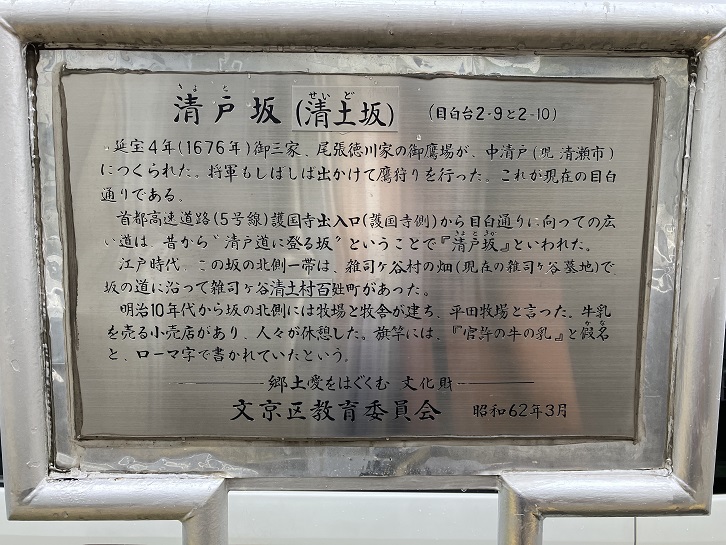 清戸坂(清土坂) (目白台2-9と2-10)
きよ と せいど
延宝4年(1676年)御三家、尾張徳川家の御鷹場が、中清戸(現 清瀬市)
につくられた。将軍もしばしば出かけて鷹狩りを行った。これが現在の目白
通りである。
首都高速道路(5号線)護国寺出入口(護国寺側)から目白通りに向っての広
い道は、昔から“清戸道に登る坂”ということで『清戸坂』といわれた。
江戸時代、この坂の北側一帯は、雑司ケ谷村の畑(現在の雑司ケ谷墓地)で
坂の道に沿って雑司ケ谷清土村百姓町があった。
明治10年代から坂の北側には牧場と牧舎が建ち、平田牧場と言った。牛乳
を売る小売店があり、人々が休憩した。旗竿には、『官許の牛の乳』と假名
と、ローマ字で書かれていたという。
郷土愛をはぐくむ 文化財
文京区教育委員会 昭和62年3月